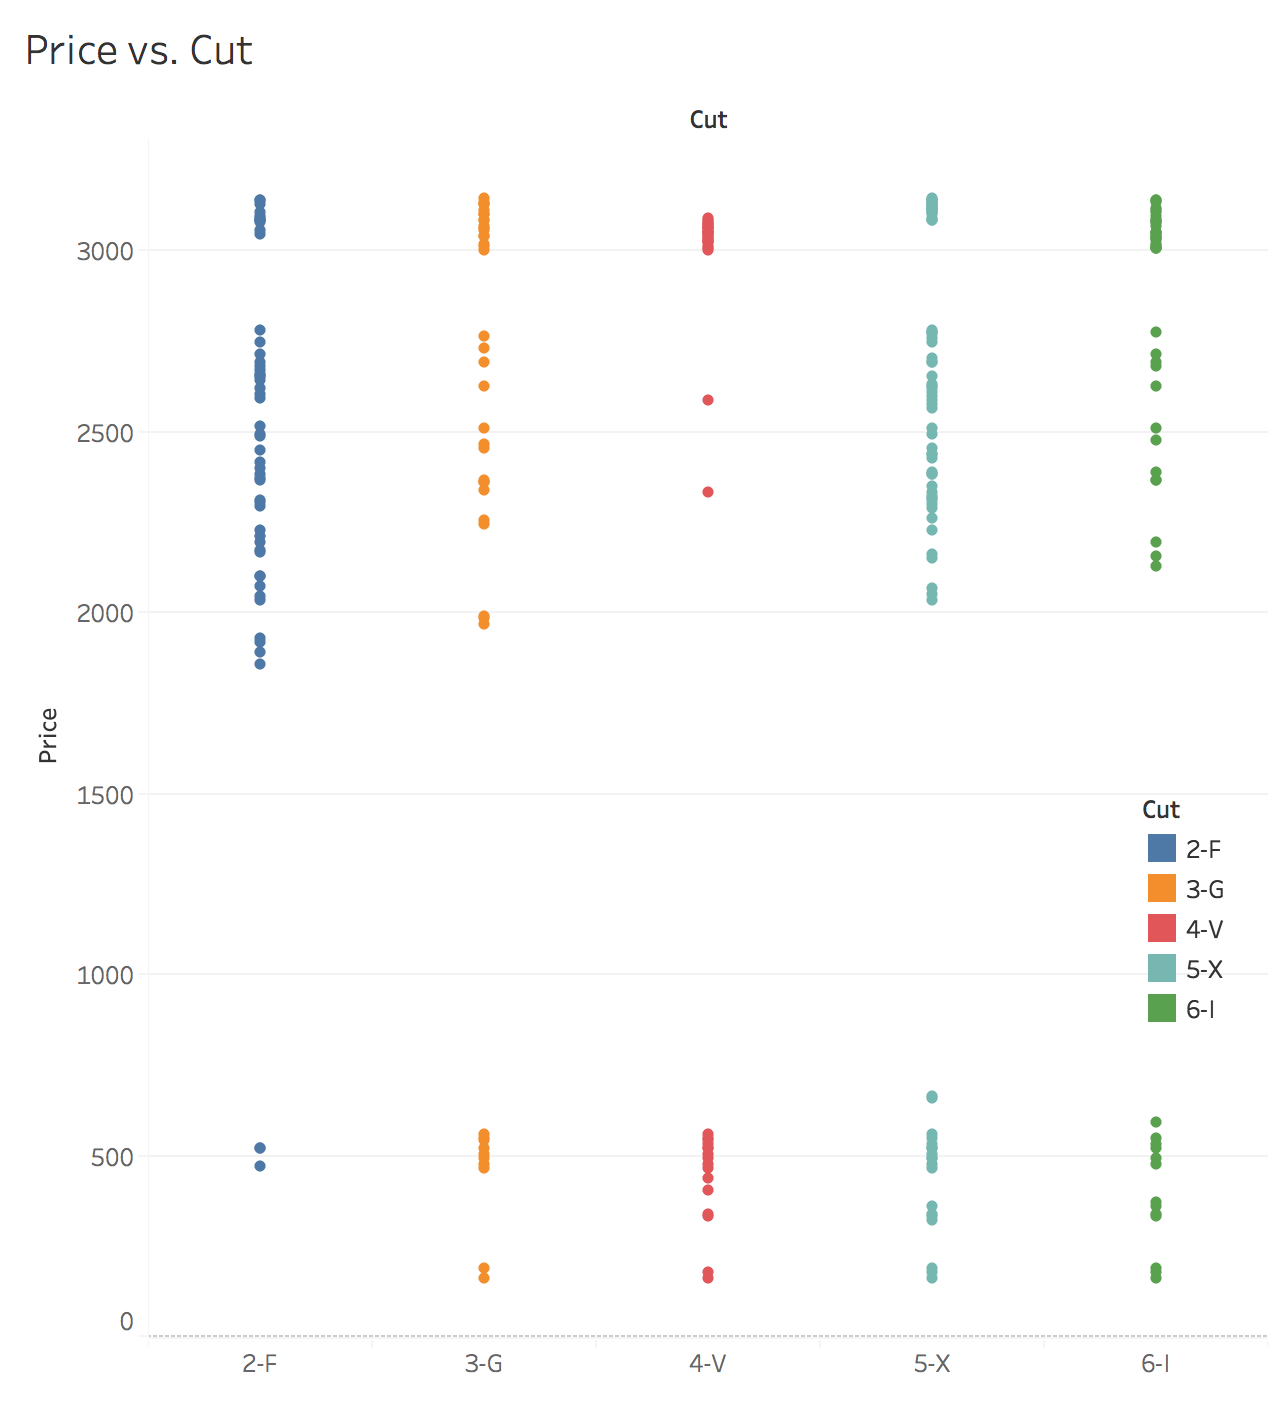 Price vs. Cut
Cut
3000
2500
2000
1500
1000
500
0
Price
Cut
2-F
3-G
4-V
5-X
6-I
2-F
3-G
4-V
5-X
6-I